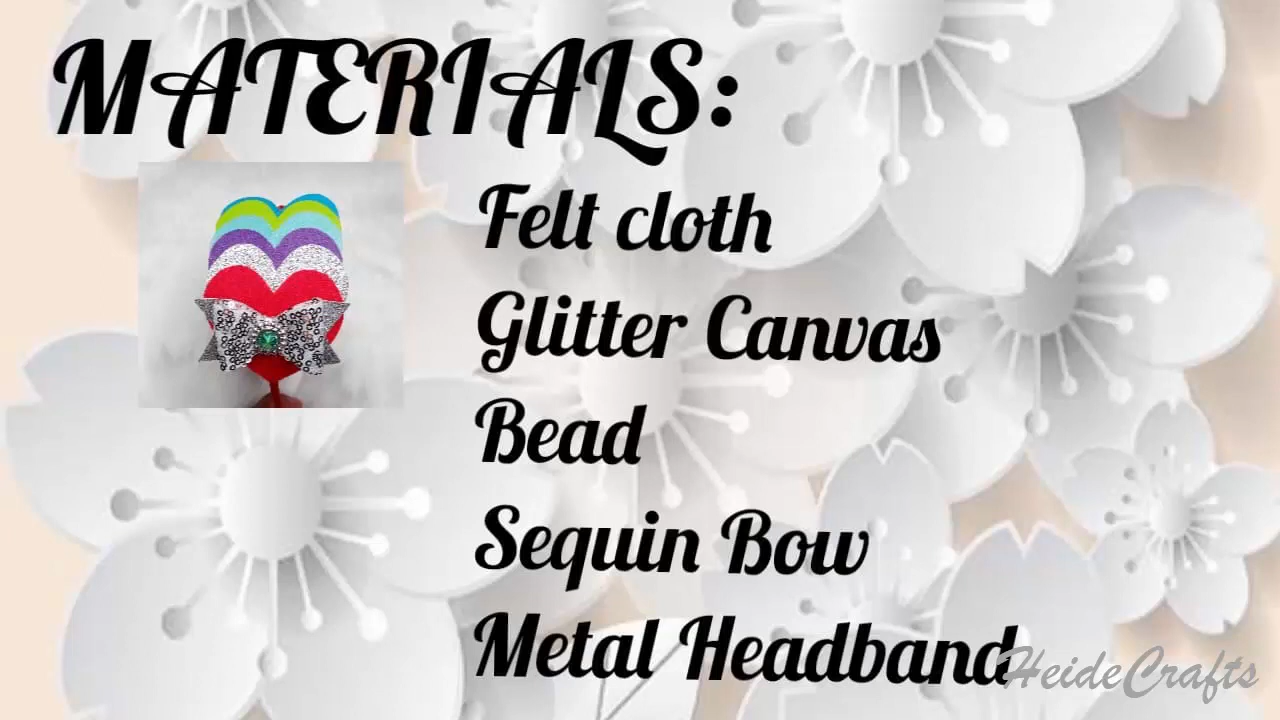 MATERIALS:
Felt cloth
Glitter Canvas
Bead
Sequin Bow
Metal Headband
HeideCrafts